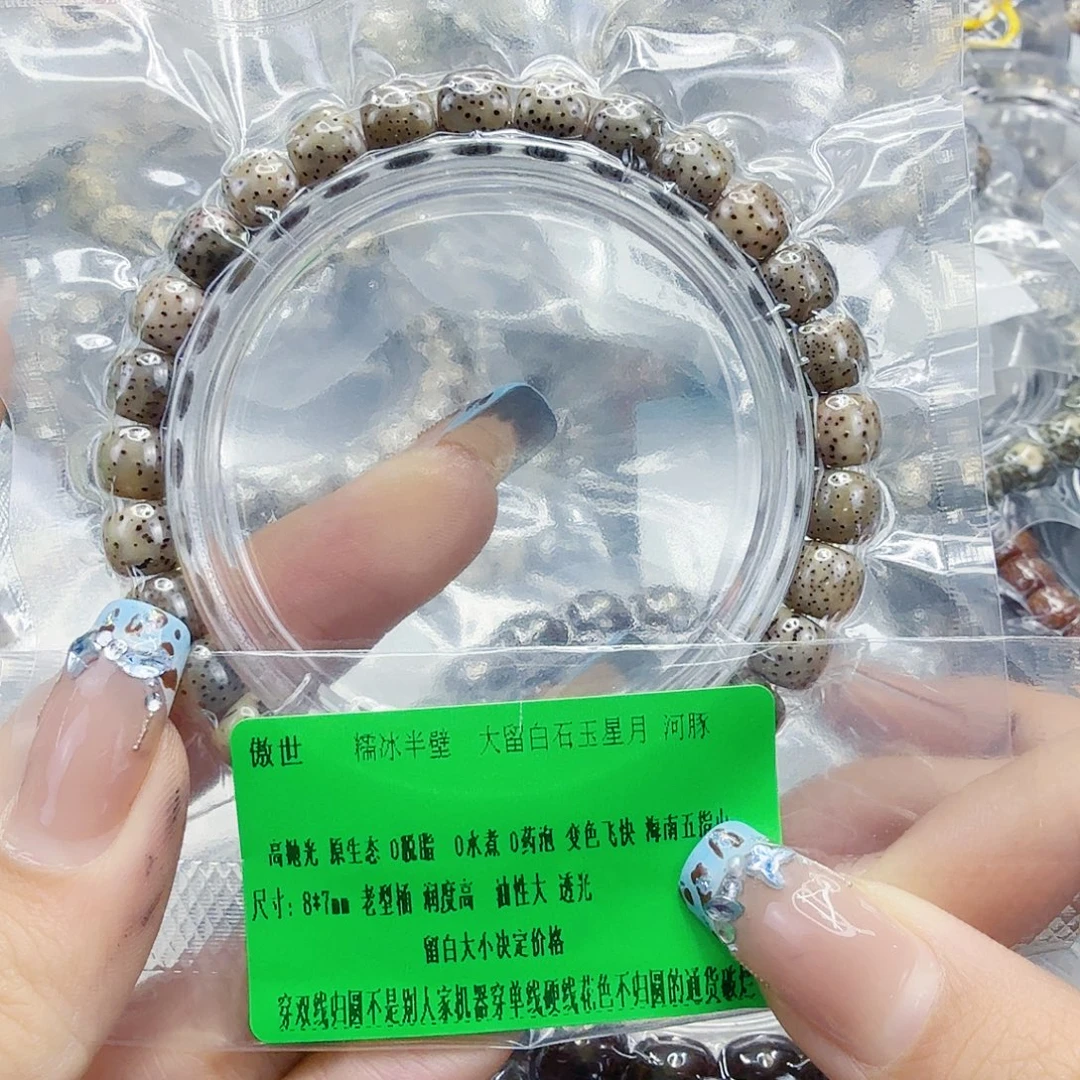 傲世 糯冰半壁 大留白石玉星月 河豚
高抛光 原生态 0脱脂 0水煮 0药泡 变色飞快 海南五指山
尺寸：8*7mm 老型桶 润度高 油性大 透光
留白大小决定价格
穿双线归圆不是别人家机器穿单线硬线花色不归圆的通货破烂